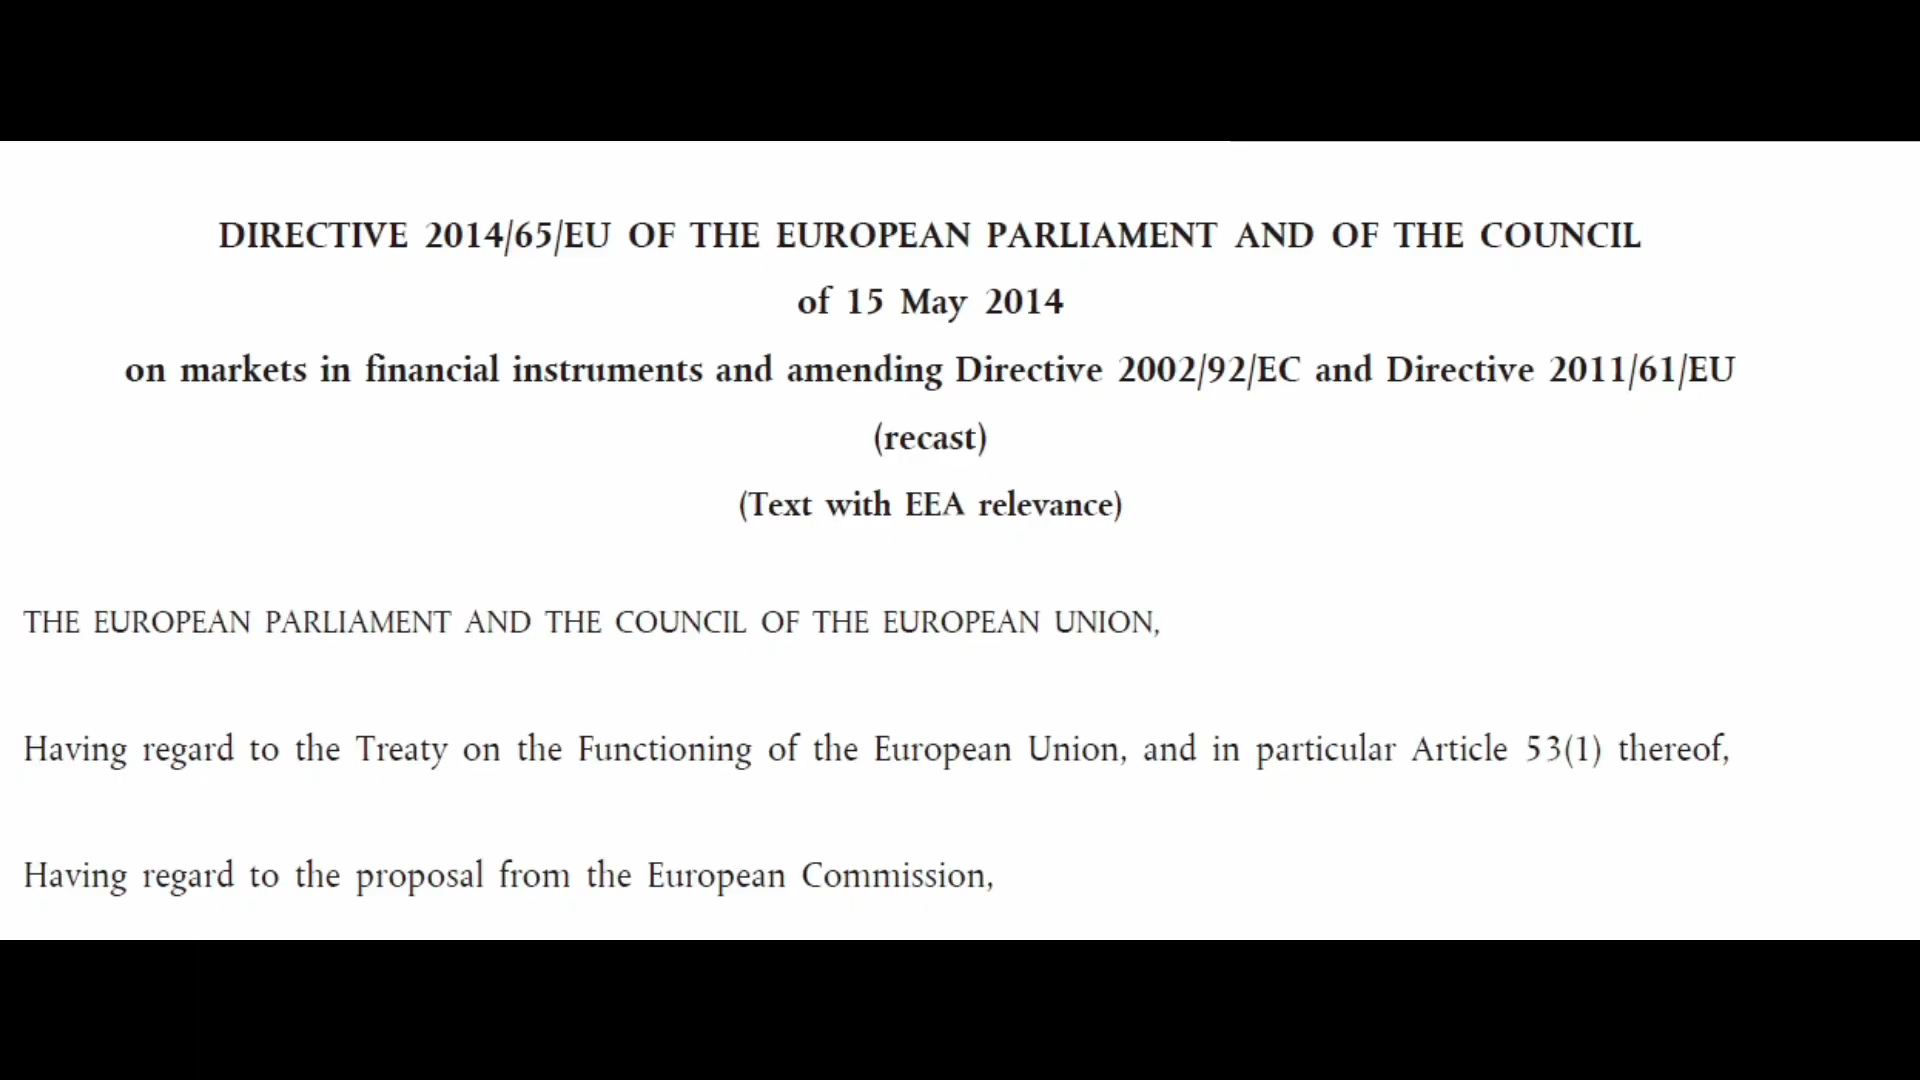 DIRECTIVE 2014/65/EU OF THE EUROPEAN PARLIAMENT AND OF THE COUNCIL
of 15 May 2014
on markets in financial instruments and amending Directive 2002/92/EC and Directive 2011/61/EU
(recast)
(Text with EEA relevance)
THE EUROPEAN PARLIAMENT AND THE COUNCIL OF THE EUROPEAN UNION,
Having regard to the Treaty on the Functioning of the European Union, and in particular Article 53(1) thereof,
Having regard to the proposal from the European Commission,